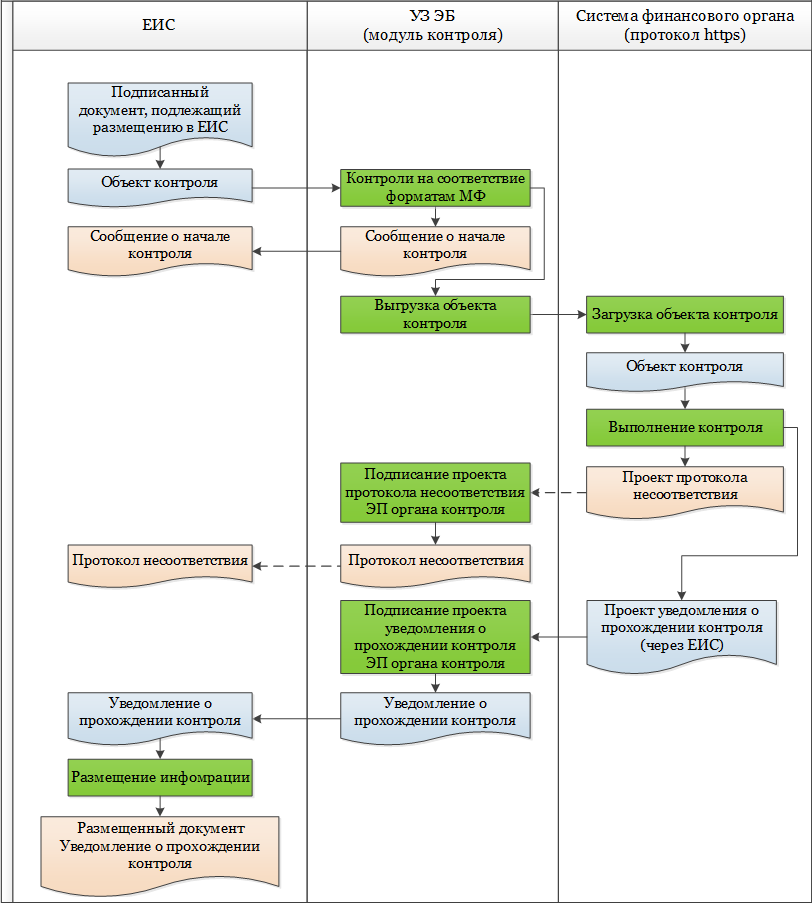 ЕИС
УЗ ЭБ
(модуль контроля)
Система финансового органа
(протокол https)
Подписанный
документ, подлежащий
размещению в ЕИС
Объект контроля
Контроли на соответствие
форматам МФ
Сообщение о начале
контроля
Сообщение о начале
контроля
Выгрузка объекта
контроля
Загрузка объекта контроля
Объект контроля
Выполнение контроля
Подписание проекта
протокола несоответствия
ЭП органа контроля
Проект протокола
несоответствия
Протокол несоответствия
Протокол несоответствия
Подписание проекта
уведомления о
прохождении контроля
ЭП органа контроля
Проект уведомления о
прохождении контроля
(через ЕИС)
Уведомление о
прохождении контроля
Уведомление о
прохождении контроля
Размещение инфомрации
Размещенный документ
Уведомление о прохождении
контроля